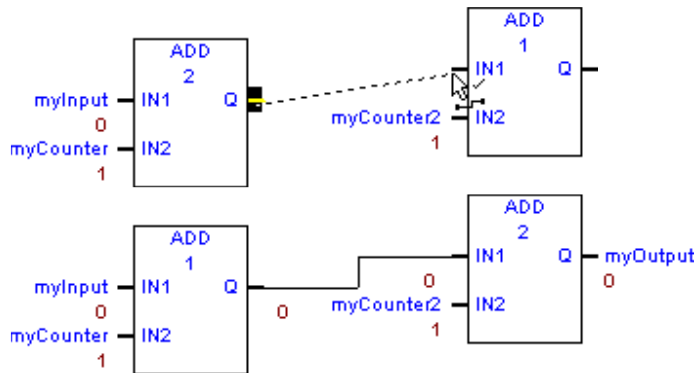 ADD
2
myInput IN1 Q
0
myCounter IN2
1
ADD
1
IN1 Q
myCounter2 IN2
1
ADD
1
myInput IN1 Q
0
0
myCounter IN2
1
ADD
2
IN1 Q myOutput
0
0
myCounter2 IN2
1